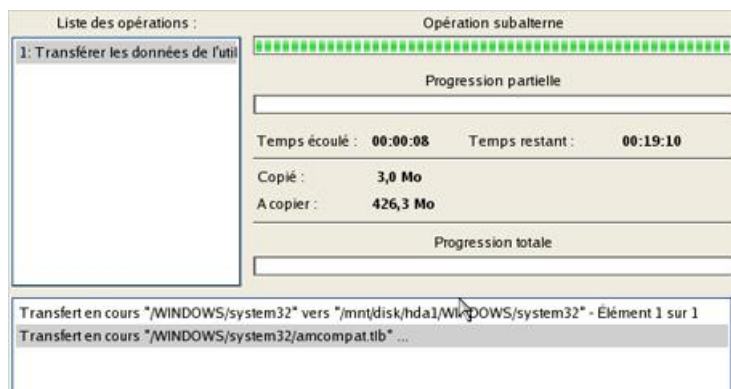 Liste des opérations :
1: Transférer les données de l'util
Opération subalterne
Progression partielle
Temps écoulé : 00:00:08 Temps restant : 00:19:10
Copié : 3,0 Mo
A copier : 426,3 Mo
Progression totale
Transfert en cours "/WINDOWS/system32" vers "/mnt/disk/hda1/WINDOWS/system32" - Élément 1 sur 1
Transfert en cours "/WINDOWS/system32/amcompat.tlb" ...